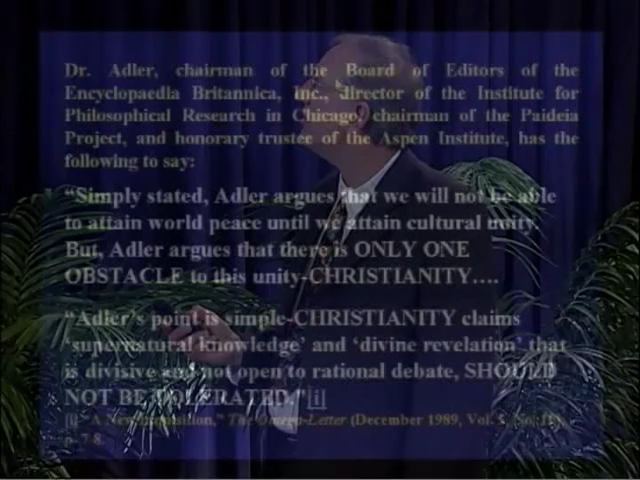 Dr. Adler, chairman of the Board of Editors of the
Encyclopaedia Britannica, Inc., director of the Institute for
Philosophical Research in Chicago, chairman of the Paideia
Project, and honorary trustee of the Aspen Institute, has the
following to say:
“Simply stated, Adler argues that we will not be able
to attain world peace until we attain cultural unity.
But, Adler argues that there is ONLY ONE
OBSTACLE to this unity-CHRISTIANITY….
“Adler’s point is simple-CHRISTIANITY claims
‘supernatural knowledge’ and ‘divine revelation’ that
is divisive and not open to rational debate, SHOULD
NOT BE TOLERATED.”[i]
[i] “A New Inquisition,” The Omega-Letter (December 1989, Vol.
p. 7-8.